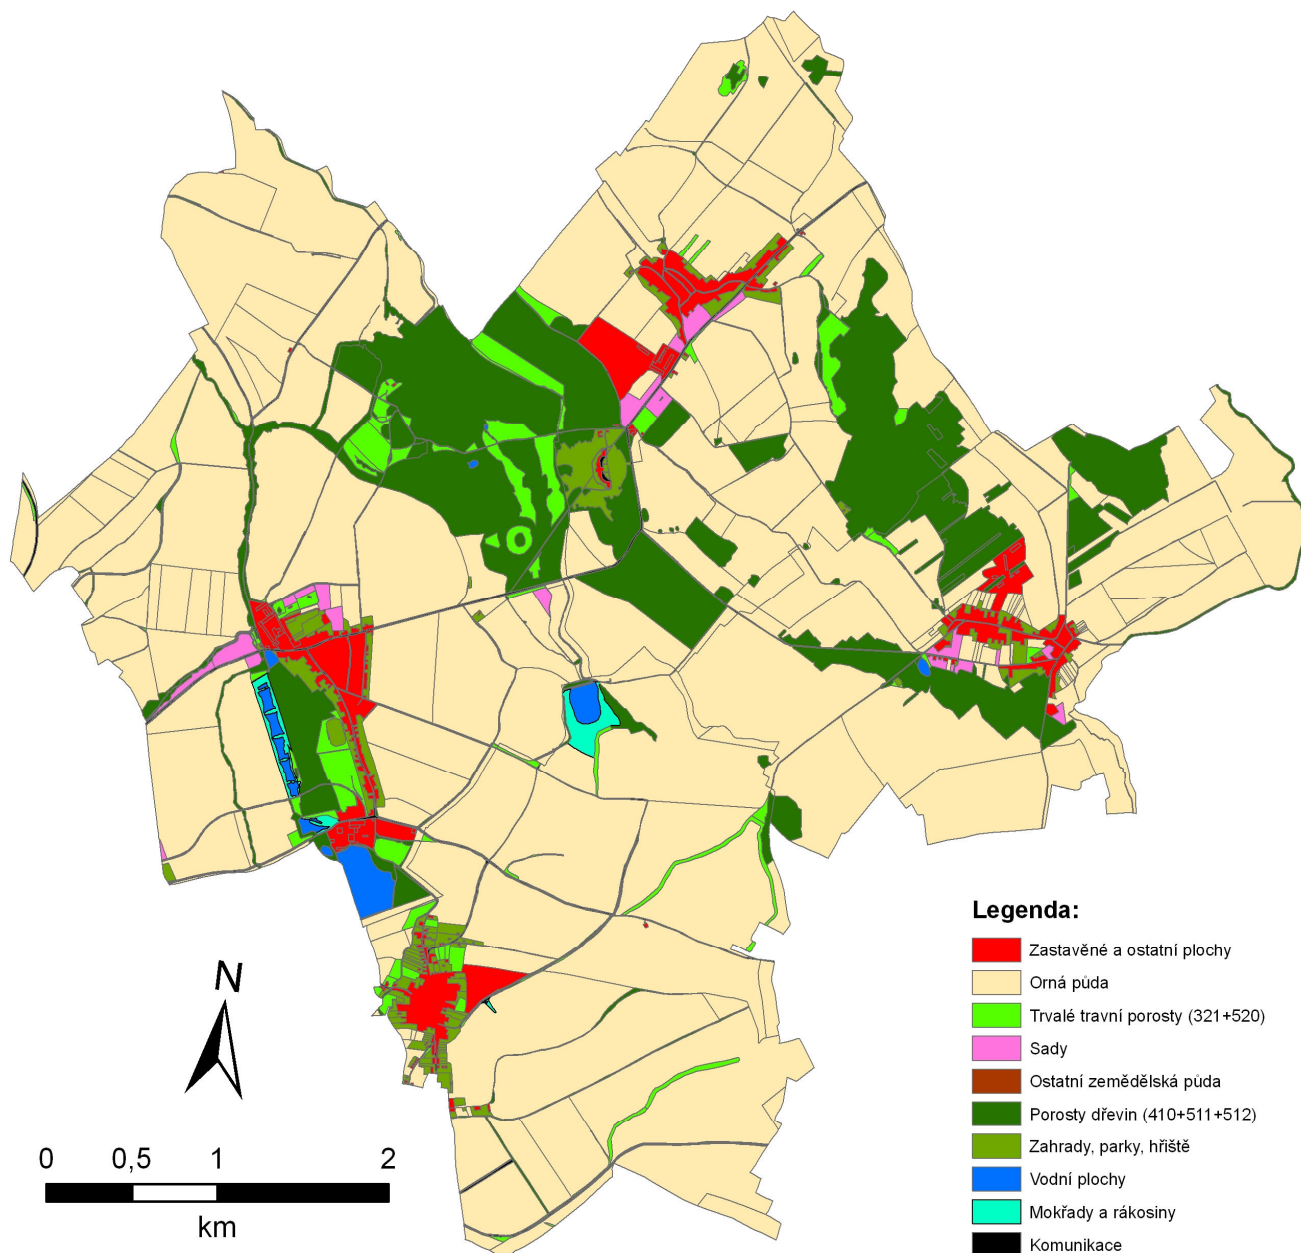 Legenda:
Zastavěné a ostatní plochy
Orná půda
Trvalé travní porosty (321+520)
Sady
Ostatní zemědělská půda
Porosty dřevin (410+511+512)
Zahrady, parky, hřiště
Vodní plochy
Mokřady a rákosiny
Komunikace
N
0 0,5 1 2
km